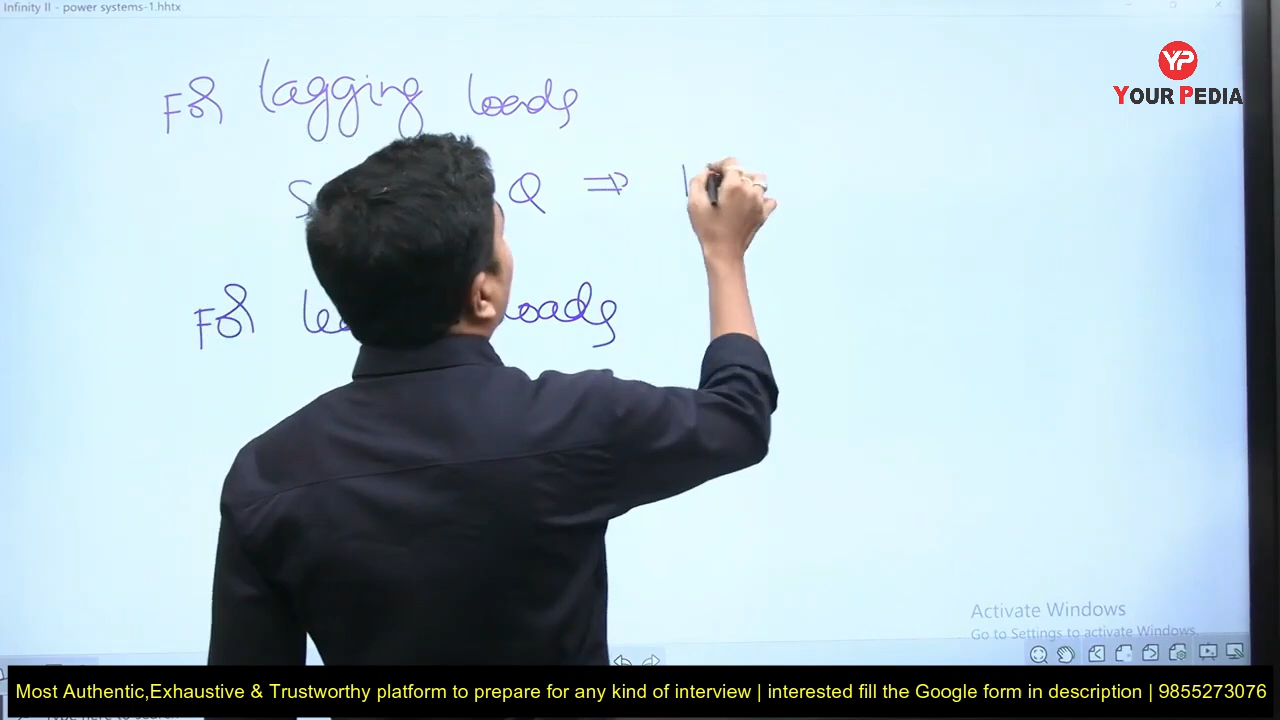 Infinity II - power systems-1.hhtx
YP
YOUR PEDIA
For lagging loads
S Q ⇒
For loads
Activate Windows
Go to Settings to activate Windows.
Most Authentic,Exhaustive & Trustworthy platform to prepare for any kind of interview | interested fill the Google form in description | 9855273076